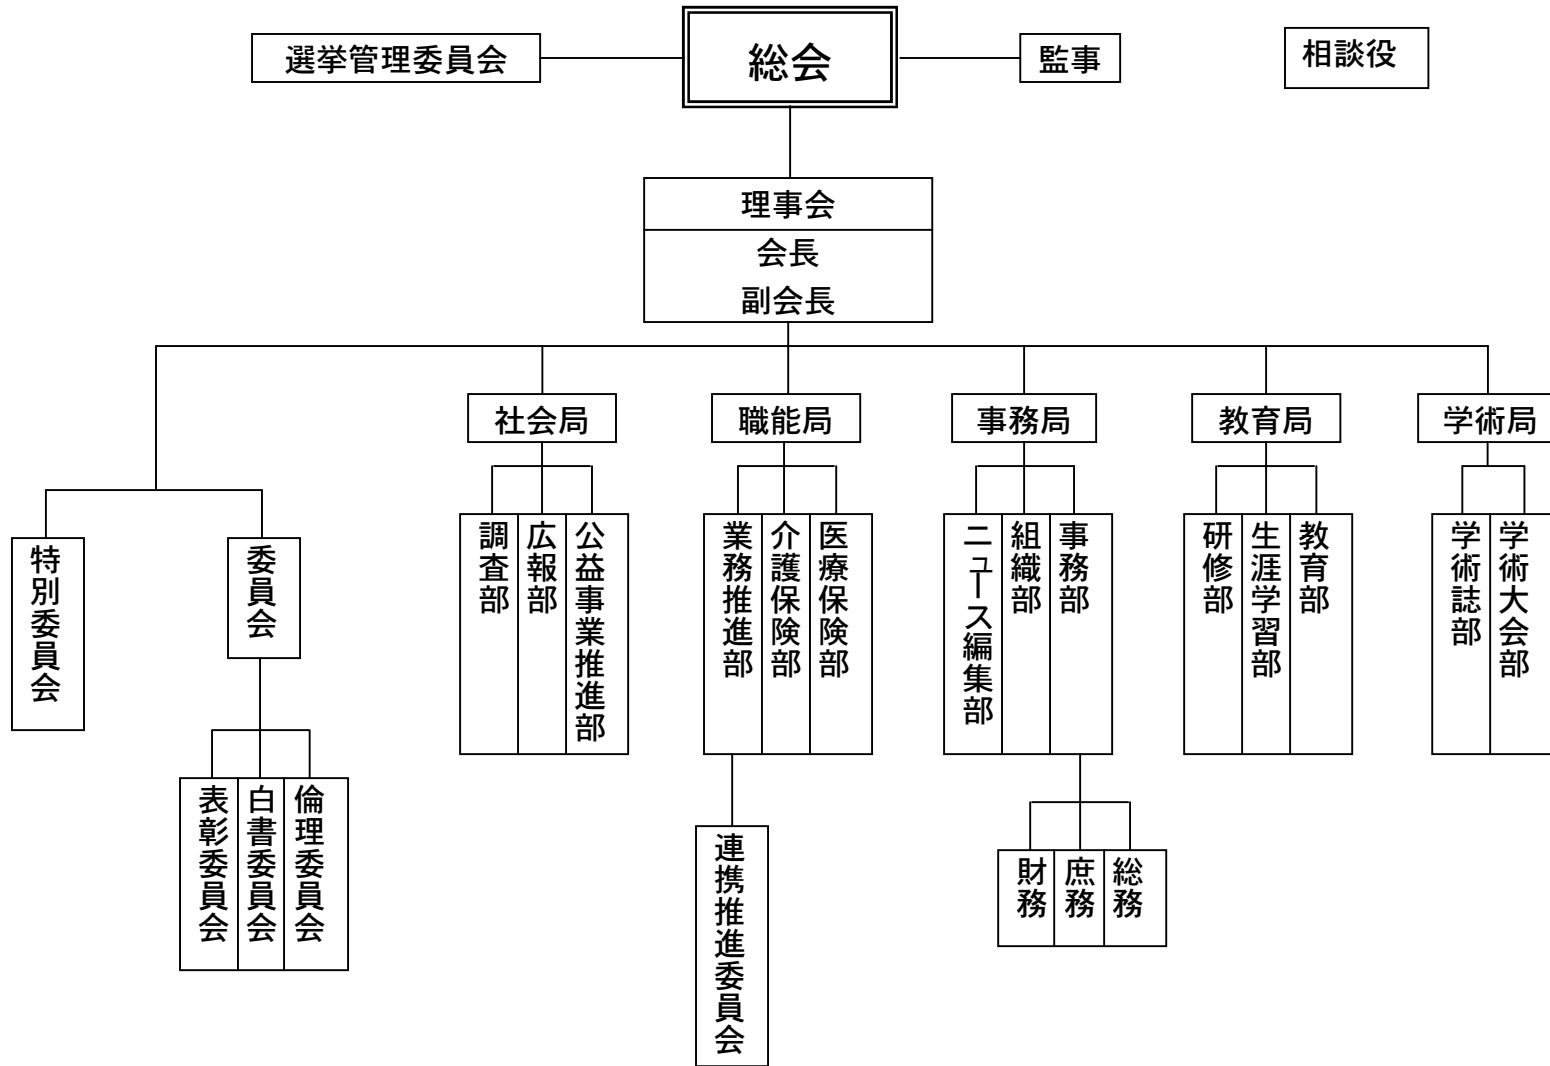 選挙管理委員会
総会
監事
相談役
理事会
会長
副会長
社会局
職能局
事務局
教育局
学術局
特別委員会
委員会
調査部
広報部
公益事業推進部
業務推進部
介護保険部
医療保険部
ニュース編集部
組織部
事務部
研修部
生涯学習部
教育部
学術誌部
学術大会部
表彰委員会
白書委員会
倫理委員会
連携推進委員会
財務
庶務
総務